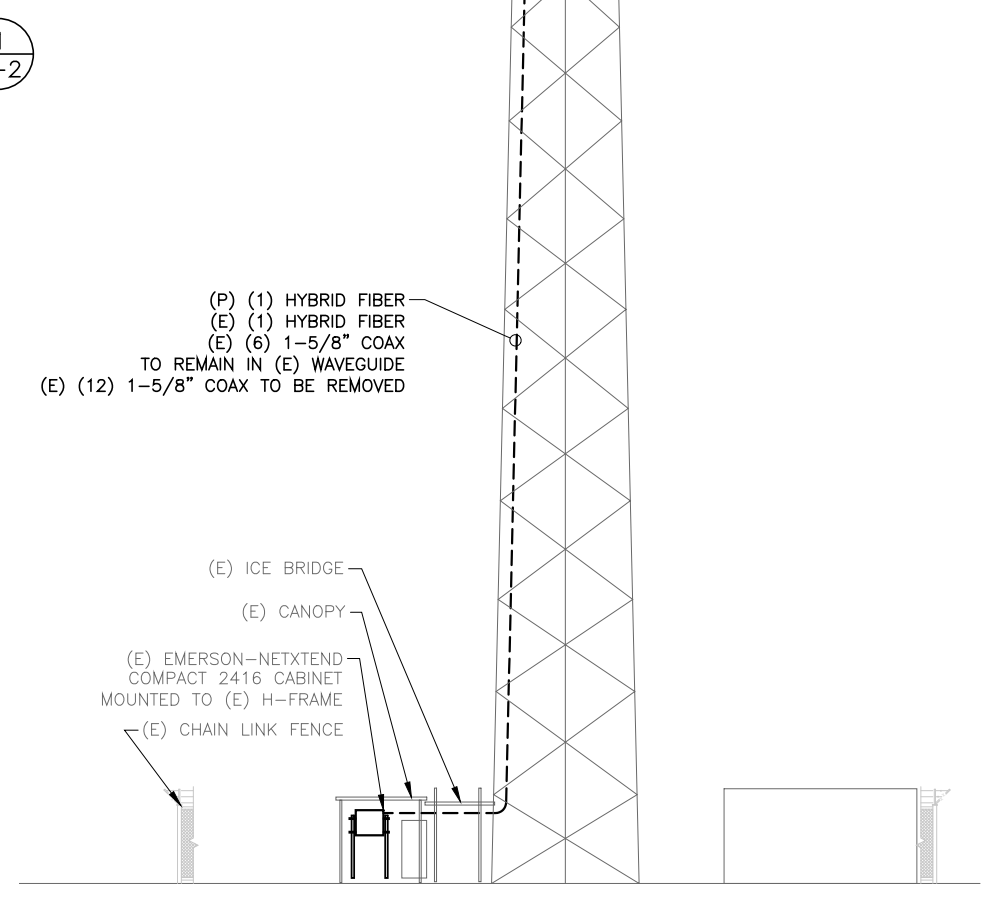 -2
(P) (1) HYBRID FIBER
(E) (1) HYBRID FIBER
(E) (6) 1-5/8" COAX
TO REMAIN IN (E) WAVEGUIDE
(E) (12) 1-5/8" COAX TO BE REMOVED
(E) ICE BRIDGE
(E) CANOPY
(E) EMERSON-NETXTEND
COMPACT 2416 CABINET
MOUNTED TO (E) H-FRAME
(E) CHAIN LINK FENCE